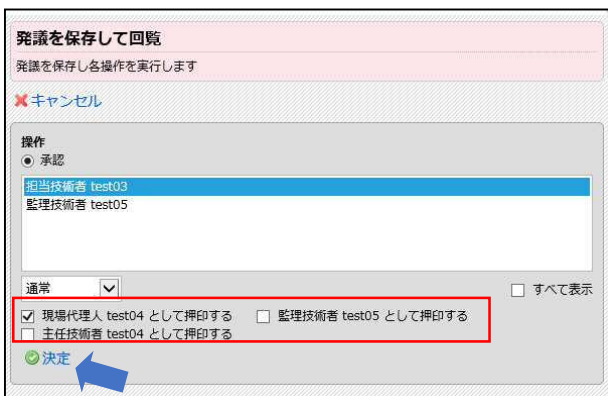 発議を保存して回覧
発議を保存し各操作を実行します
キャンセル
操作
承認
担当技術者 test03
監理技術者 test05
通常 すべて表示
現場代理人 test04 として押印する 監理技術者 test05 として押印する
主任技術者 test04 として押印する
決定